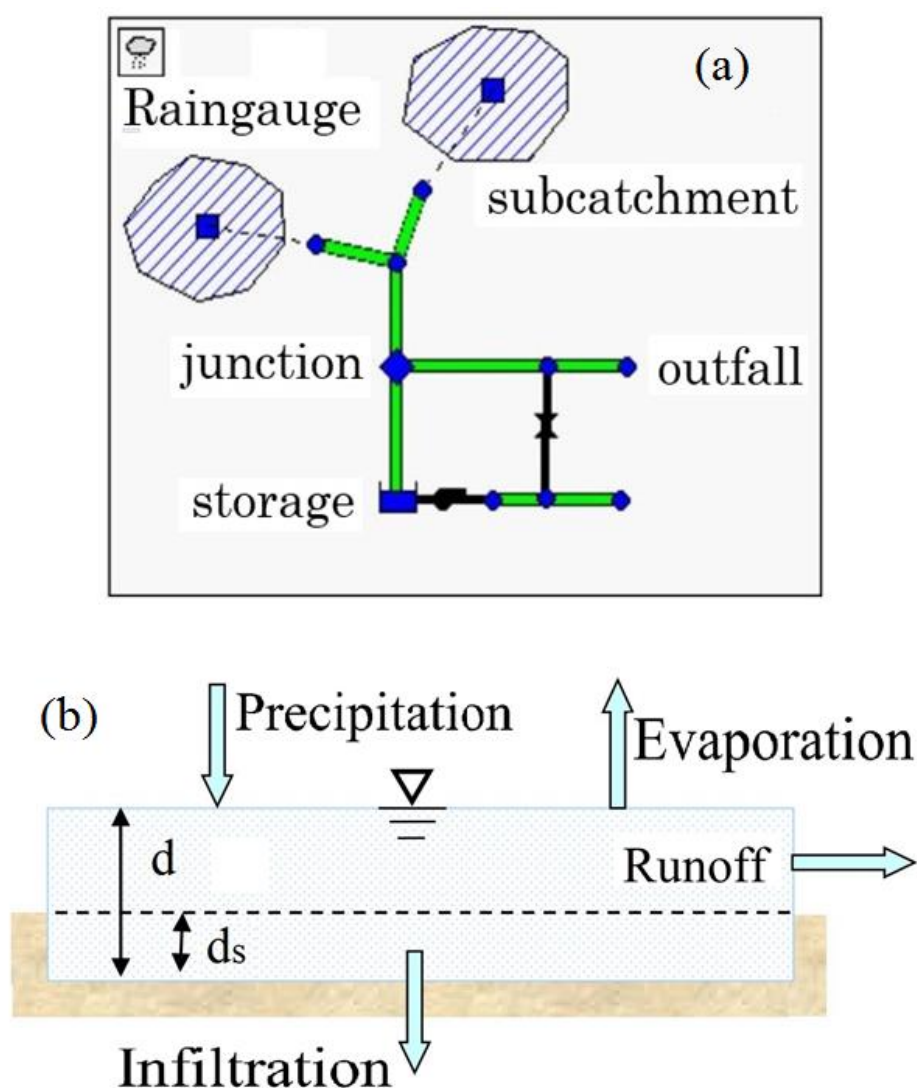 (a)
Raingauge
subcatchment
junction
outfall
storage
(b)
Precipitation
Evaporation
d
Runoff
ds
Infiltration